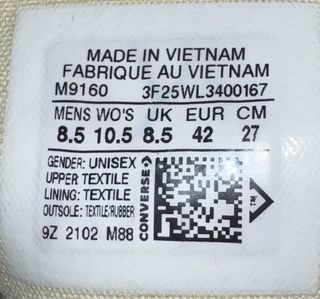 MADE IN VIETNAM
FABRIQUE AU VIETNAM
M9160 3F25WL3400167
MENS WO'S UK EUR CM
8.5 10.5 8.5 42 27
GENDER: UNISEX
UPPER: TEXTILE
LINING: TEXTILE
OUTSOLE: TEXTILE/RUBBER
CONVERSE
9Z 2102 M88